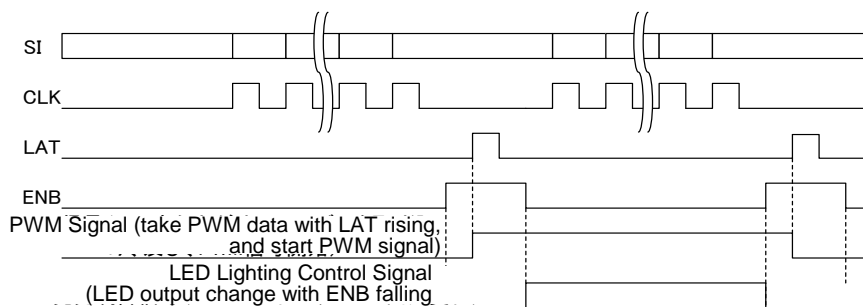 SI
CLK
LAT
ENB
PWM Signal (take PWM data with LAT rising,
and start PWM signal)
LED Lighting Control Signal
(LED output change with ENB falling